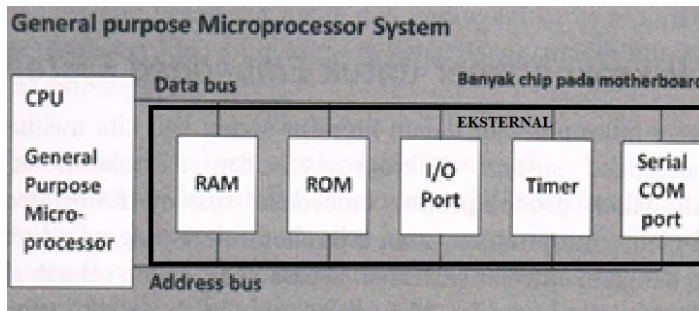 General purpose Microprocessor System
CPU
General
Purpose
Micro-
processor
Data bus
Banyak chip pada motherboard
EKSTERNAL
RAM
ROM
I/O
Port
Timer
Serial
COM
port
Address bus